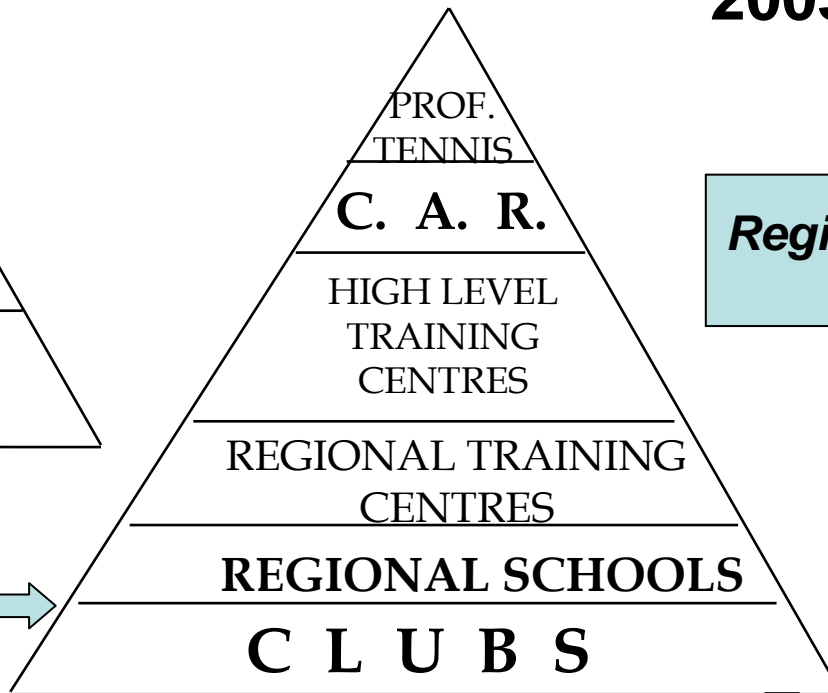 PROF.
TENNIS
C. A. R.
HIGH LEVEL
TRAINING
CENTRES
REGIONAL TRAINING
CENTRES
REGIONAL SCHOOLS
C L U B S